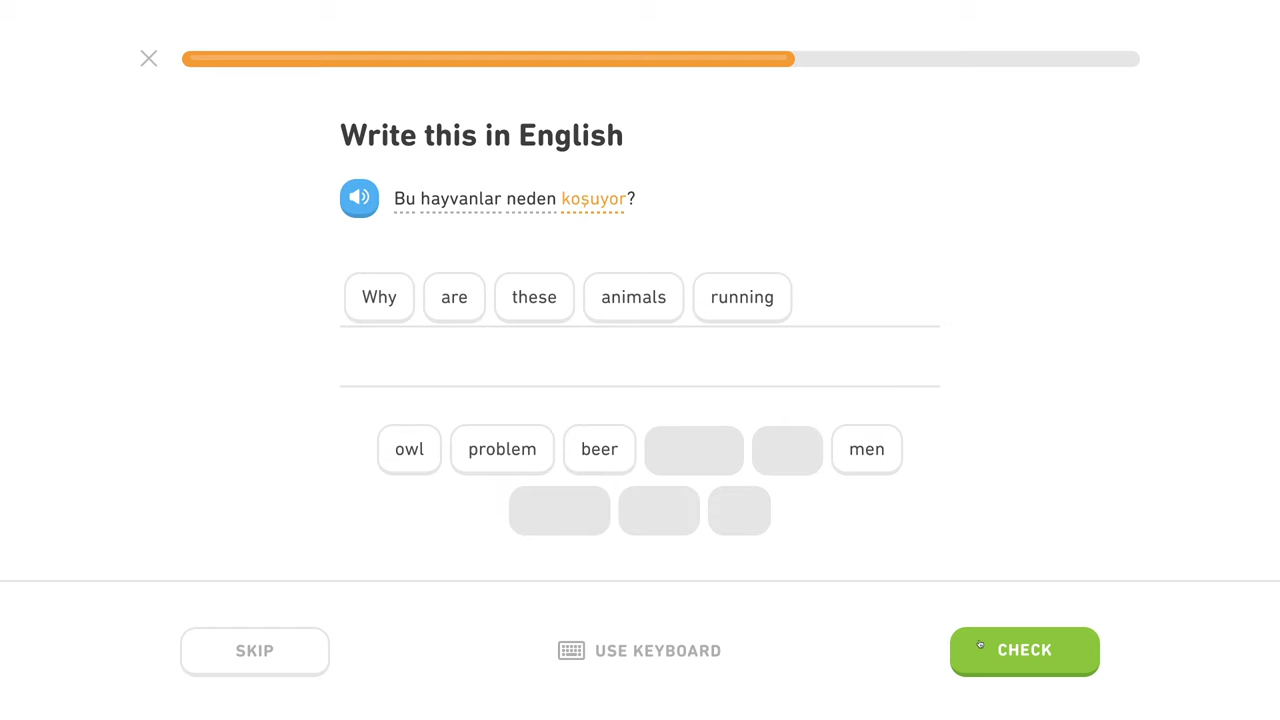 Write this in English
Bu hayvanlar neden koşuyor?
Why are these animals running
owl problem beer men
SKIP USE KEYBOARD CHECK